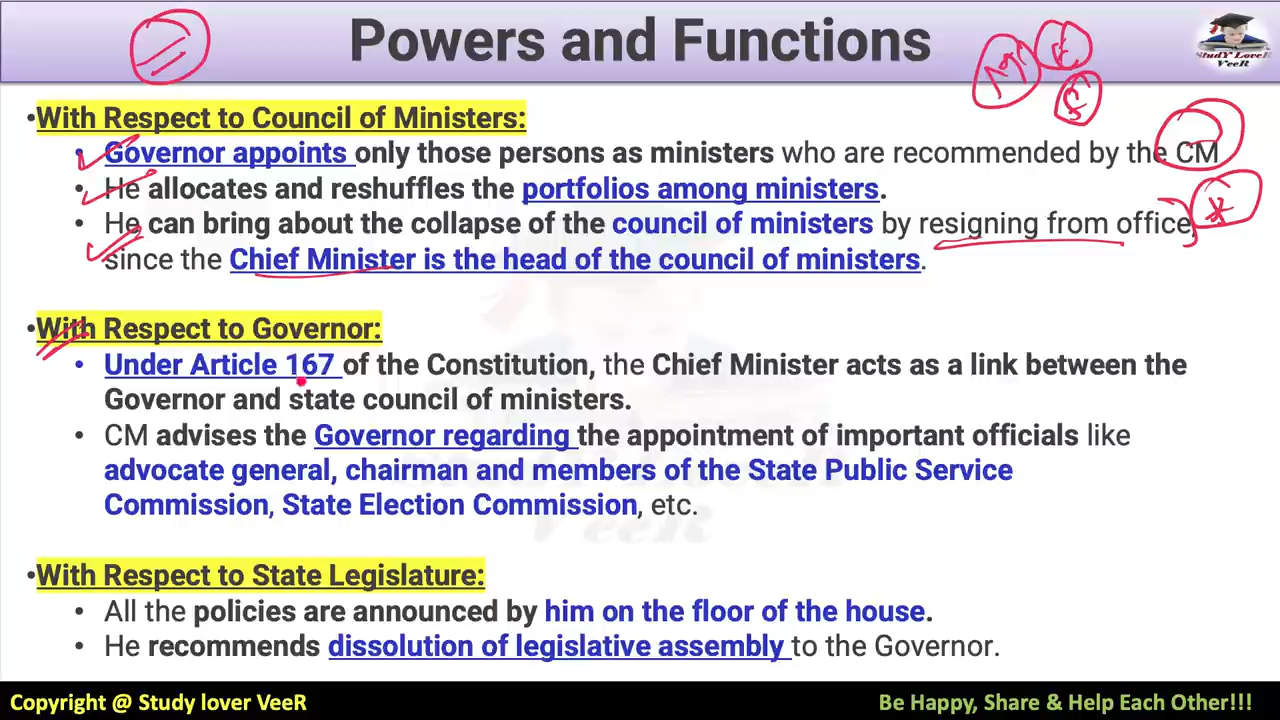 Powers and Functions
StudY LoveR
VeeR
•With Respect to Council of Ministers:
• Governor appoints only those persons as ministers who are recommended by the CM
• He allocates and reshuffles the portfolios among ministers.
• He can bring about the collapse of the council of ministers by resigning from office,
since the Chief Minister is the head of the council of ministers.
•With Respect to Governor:
• Under Article 167 of the Constitution, the Chief Minister acts as a link between the
Governor and state council of ministers.
• CM advises the Governor regarding the appointment of important officials like
advocate general, chairman and members of the State Public Service
Commission, State Election Commission, etc.
VeeR
•With Respect to State Legislature:
• All the policies are announced by him on the floor of the house.
• He recommends dissolution of legislative assembly to the Governor.
Copyright @ Study lover VeeR
Be Happy, Share & Help Each Other!!!